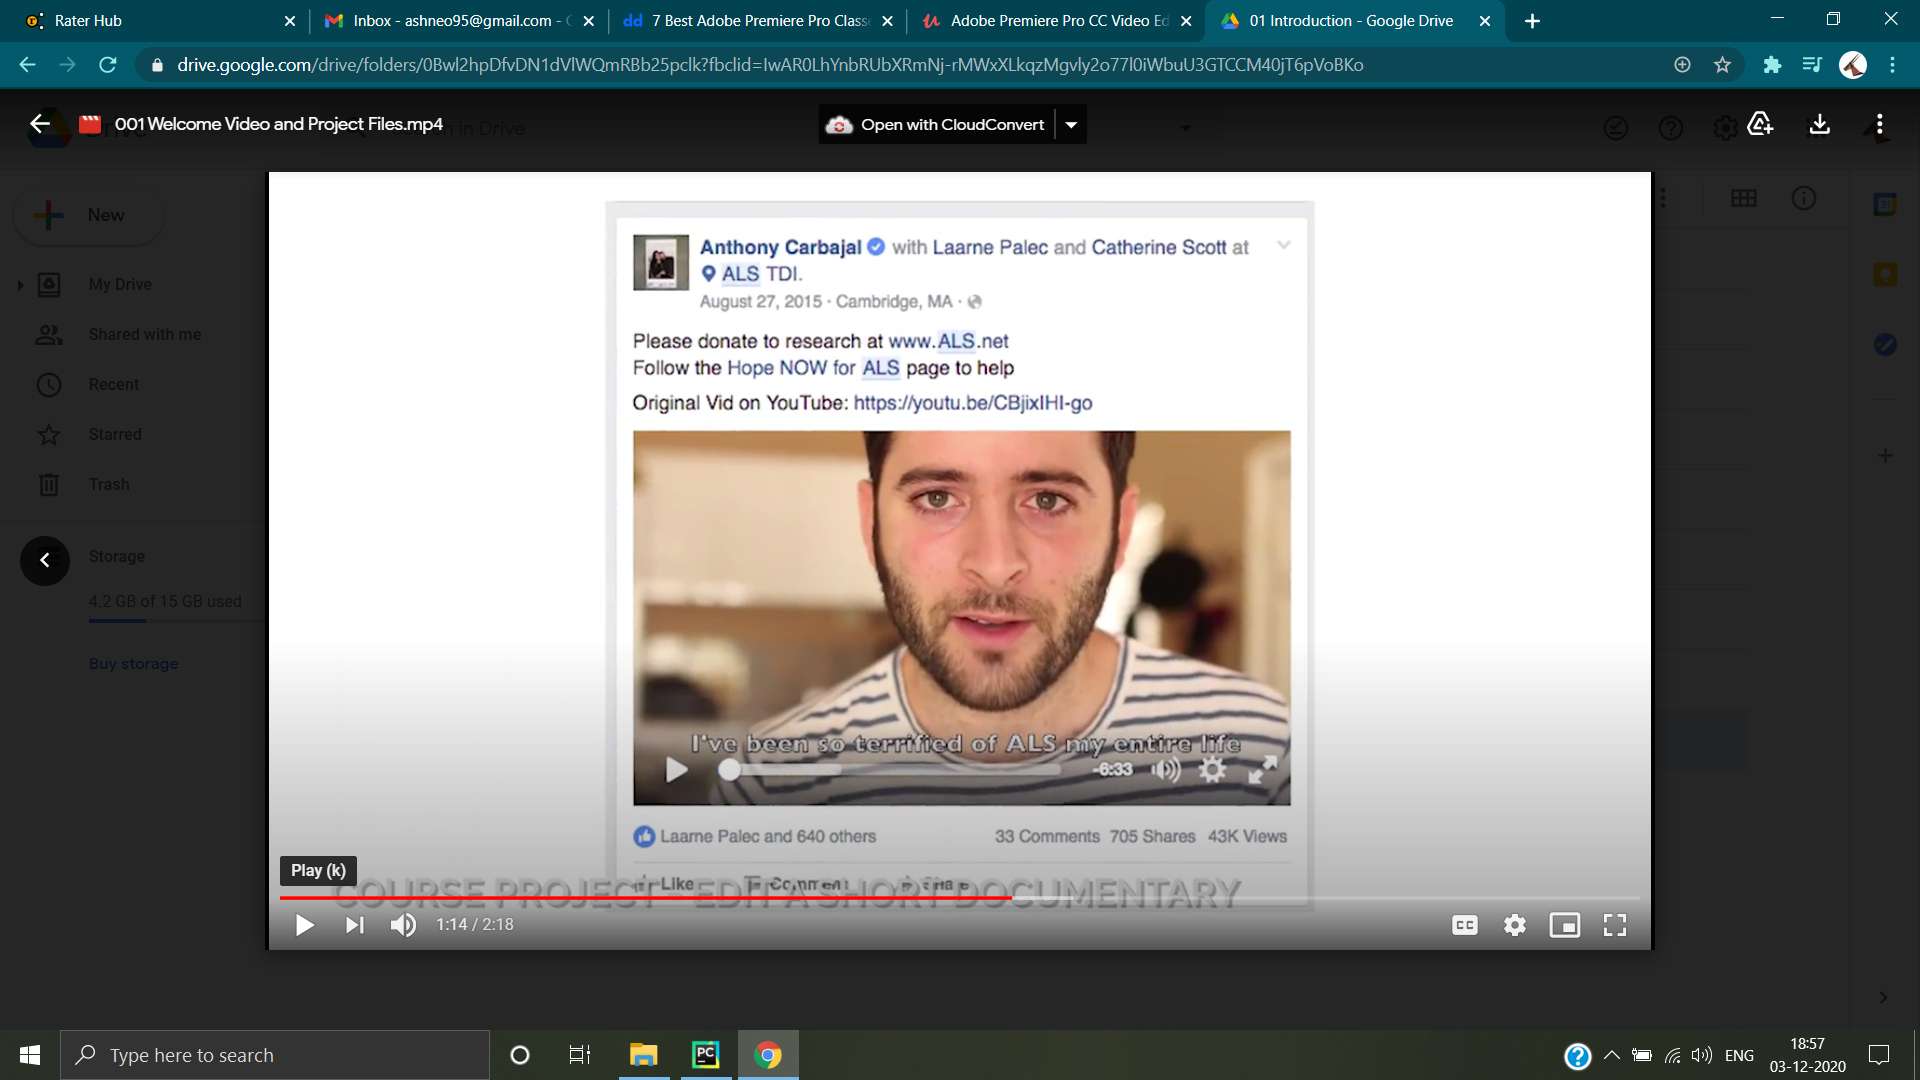 Rater Hub
Inbox - ashneo95@gmail.com -
7 Best Adobe Premiere Pro Classe
Adobe Premiere Pro CC Video Ed
01 Introduction - Google Drive
drive.google.com/drive/folders/0Bwl2hpDfvDN1dVlWQmRBb25pclk?fbclid=IwAR0LhYnbRUbXRmNj-rMWxXLkqzMgvly2o77l0iWbuU3GTCCM40jT6pVoBKo
001 Welcome Video and Project Files.mp4
in Drive
Open with CloudConvert
New
My Drive
Shared with me
Recent
Starred
Trash
Storage
4.2 GB of 15 GB used
Buy storage
Anthony Carbajal with Laarne Palec and Catherine Scott at
ALS TDI.
August 27, 2015 · Cambridge, MA ·
Please donate to research at www.ALS.net
Follow the Hope NOW for ALS page to help
Original Vid on YouTube: https://youtu.be/CBjixIHI-go
I've been so terrified of ALS my entire life
-6:33
Laarne Palec and 640 others 33 Comments 705 Shares 43K Views
Like Comment Share
COURSE PROJECT - EDIT A SHORT DOCUMENTARY
Play (k)
1:14 / 2:18
CC
Type here to search
PC
ENG
18:57
03-12-2020